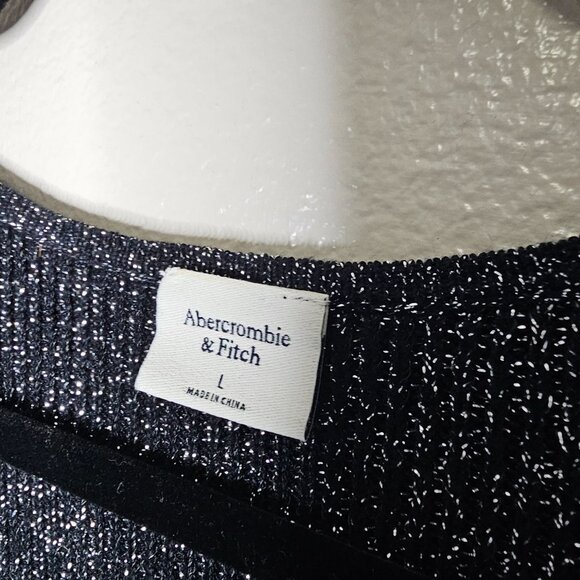 Abercrombie
& Fitch
L
MADE IN CHINA